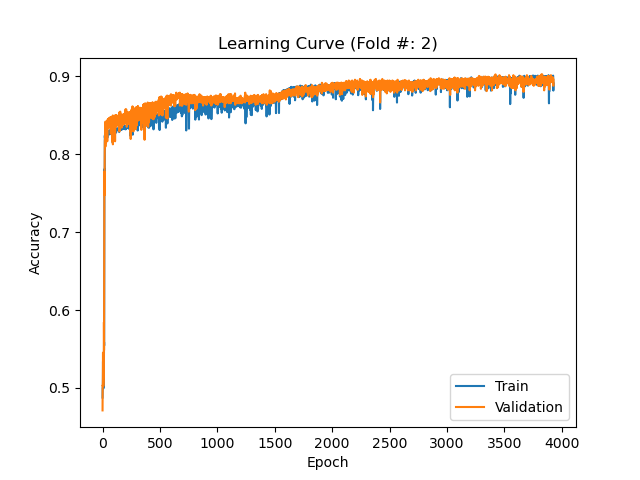 Learning Curve (Fold #: 2)
0.9
0.8
0.7
0.6
0.5
Accuracy
0 500 1000 1500 2000 2500 3000 3500 4000
Epoch
Train
Validation